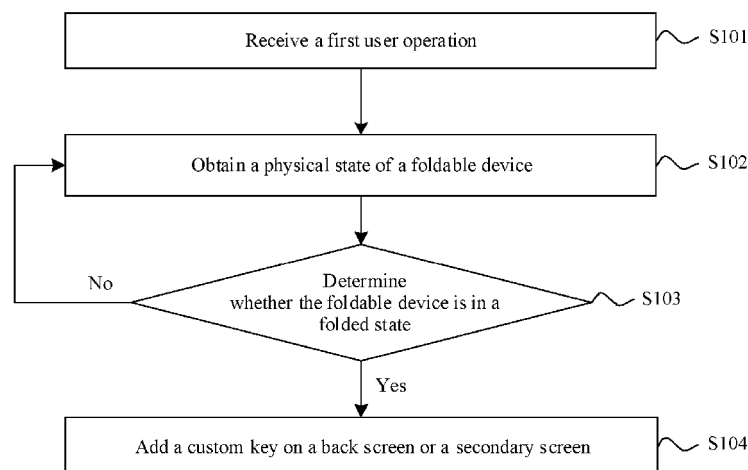 Receive a first user operation
S101
Obtain a physical state of a foldable device
S102
No
Determine
whether the foldable device is in a
folded state
S103
Yes
Add a custom key on a back screen or a secondary screen
S104